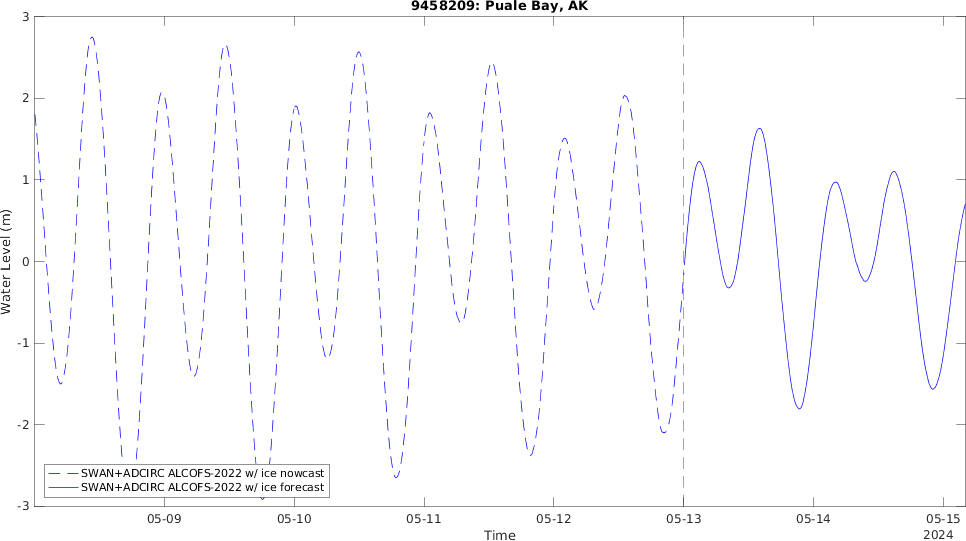 9458209: Puale Bay, AK
3
2
1
0
-1
-2
-3
Water Level (m)
SWAN+ADCIRC ALCOFS-2022 w/ ice nowcast
SWAN+ADCIRC ALCOFS-2022 w/ ice forecast
05-09 05-10 05-11 05-12 05-13 05-14 05-15
Time
2024